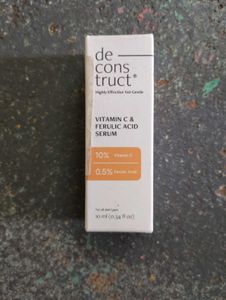 de
cons
truct®
Highly Effective Yet Gentle
VITAMIN C &
FERULIC ACID
SERUM
10% Vitamin C
0.5% Ferulic Acid
For all skin types
10 ml (0.34 fl oz)